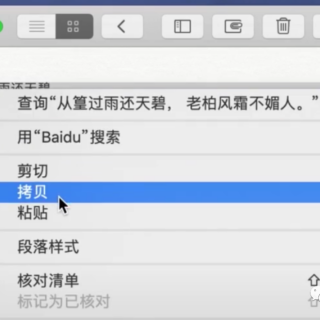 雨还天碧
查询“从篁过雨还天碧， 老柏风霜不媚人。”
用“Baidu”搜索
剪切
拷贝
粘贴
段落样式
核对清单
标记为已核对